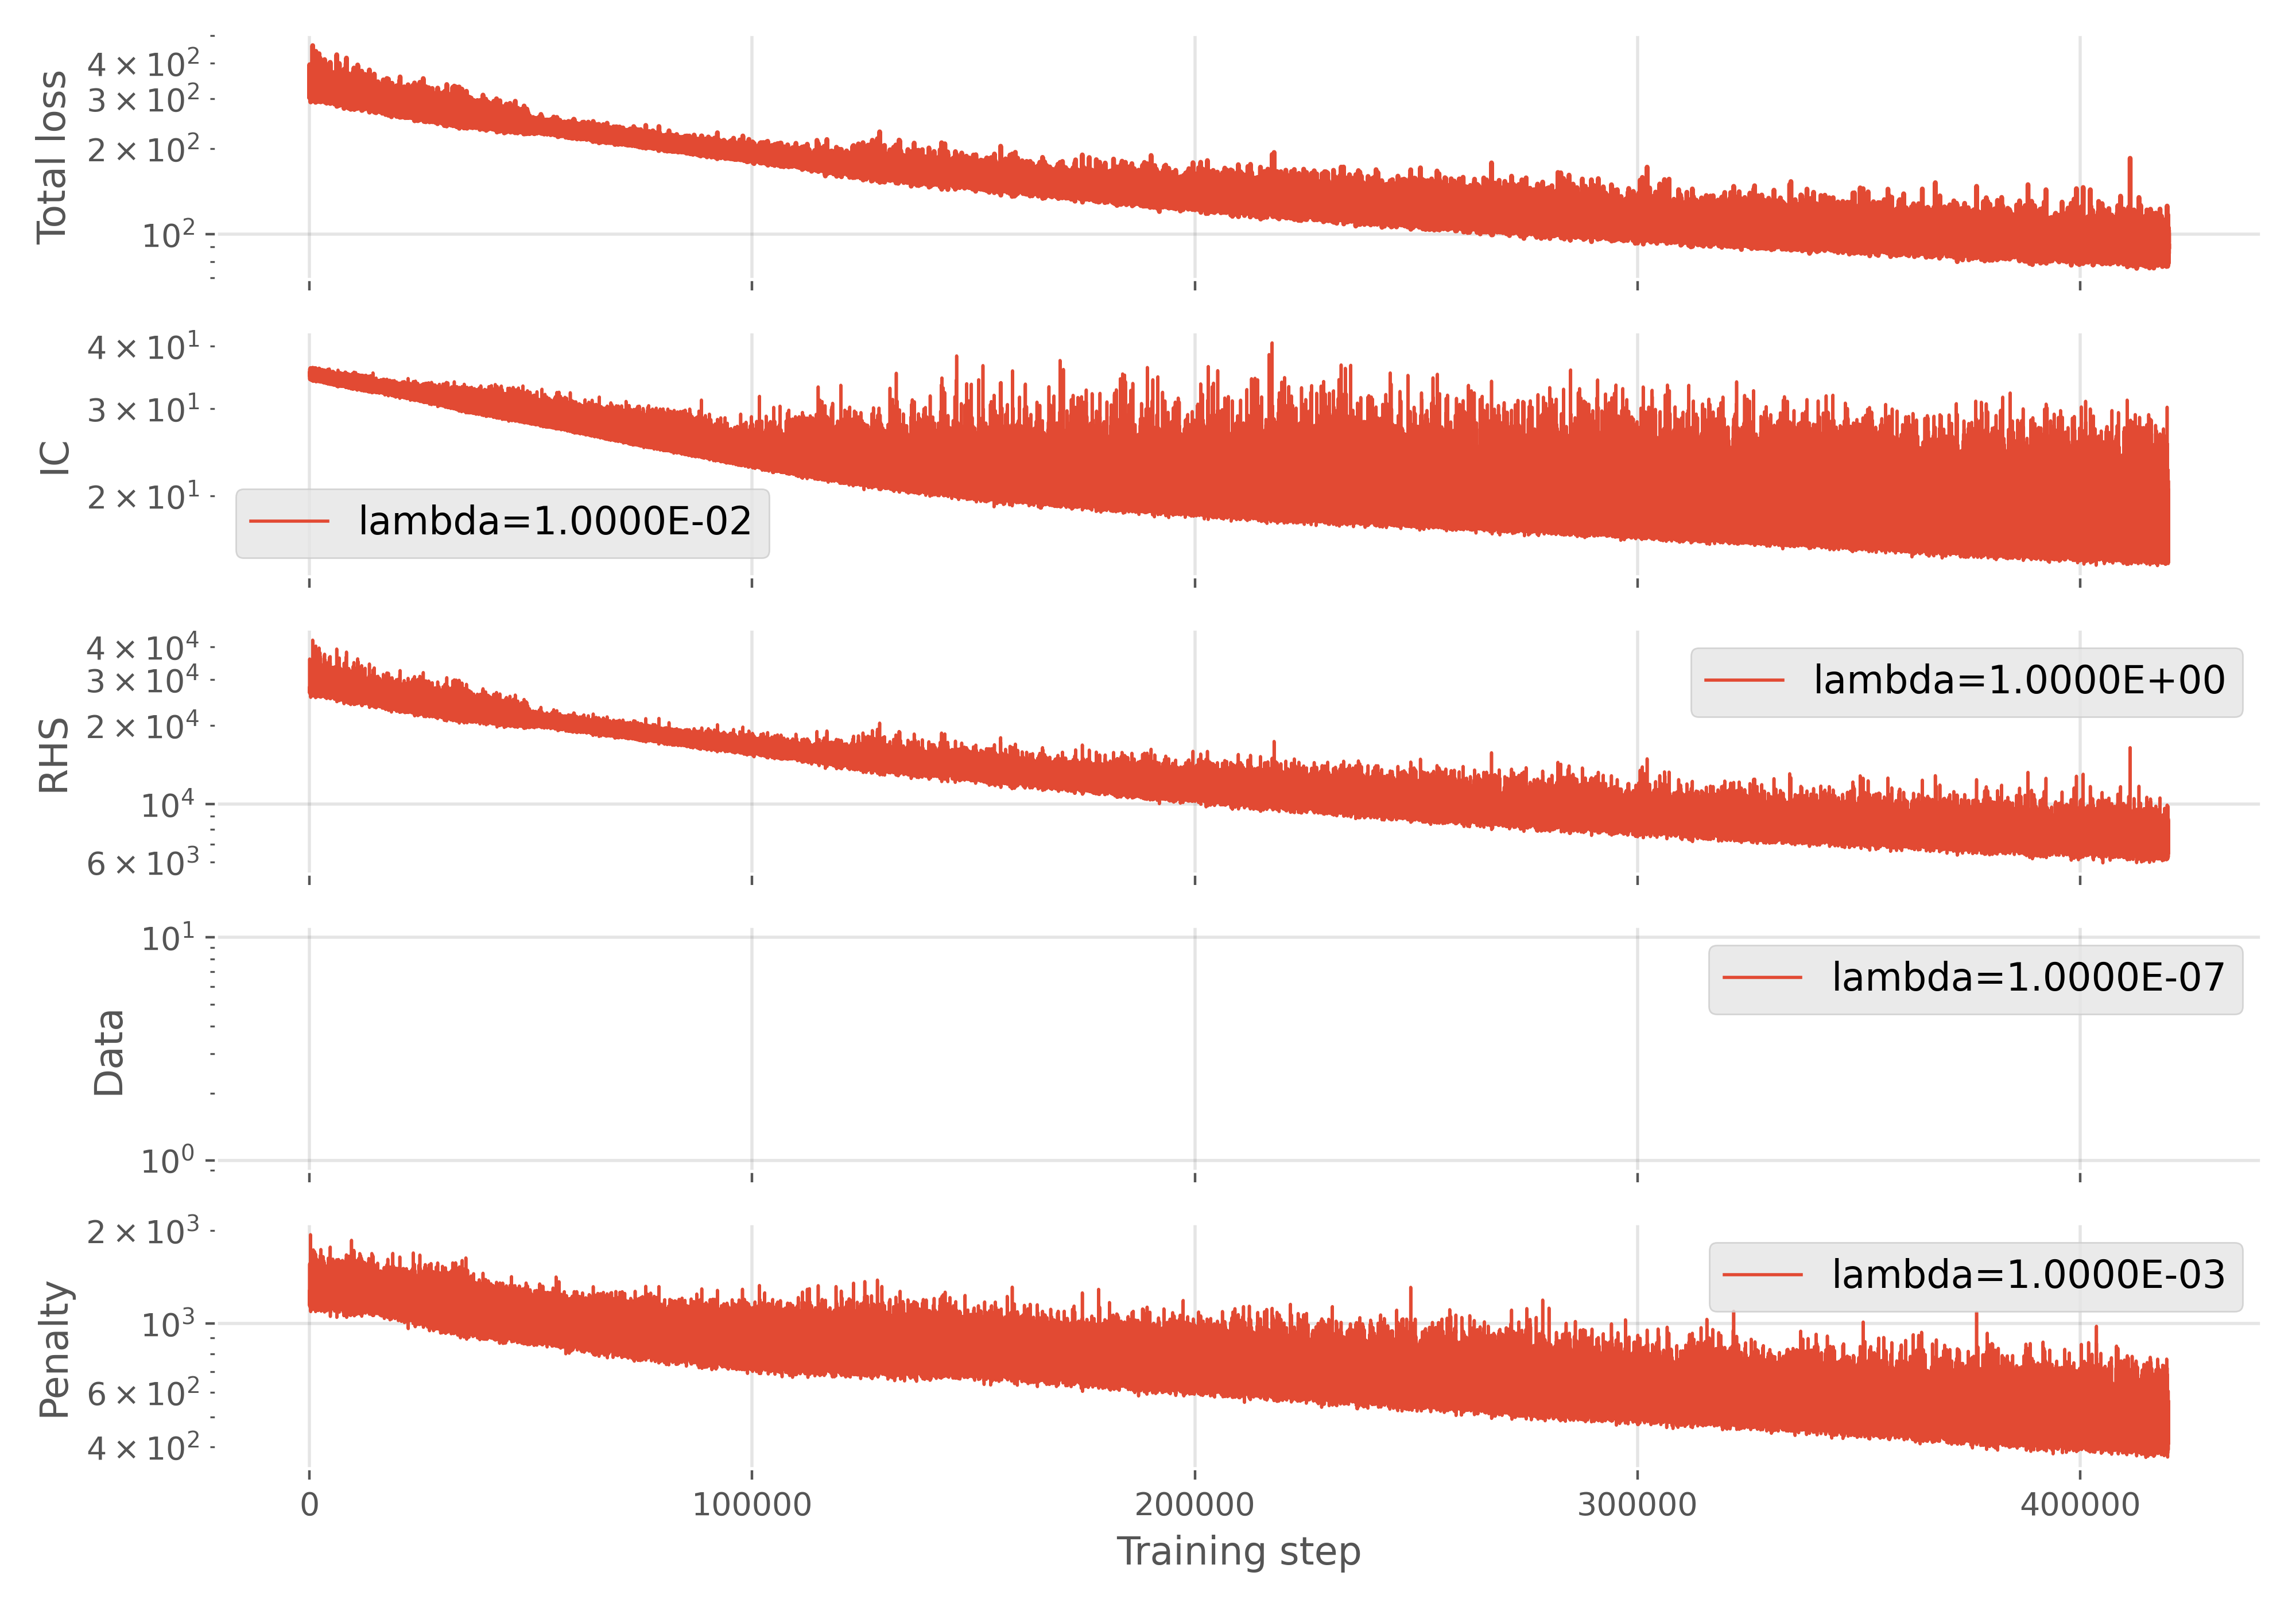 Total loss
4 × 10²
3 × 10²
2 × 10²
10²
IC
4 × 10¹
3 × 10¹
2 × 10¹
lambda=1.0000E-02
RHS
4 × 10⁴
3 × 10⁴
2 × 10⁴
10⁴
6 × 10³
lambda=1.0000E+00
Data
10¹
10⁰
lambda=1.0000E-07
Penalty
2 × 10³
10³
6 × 10²
4 × 10²
lambda=1.0000E-03
0 100000 200000 300000 400000
Training step